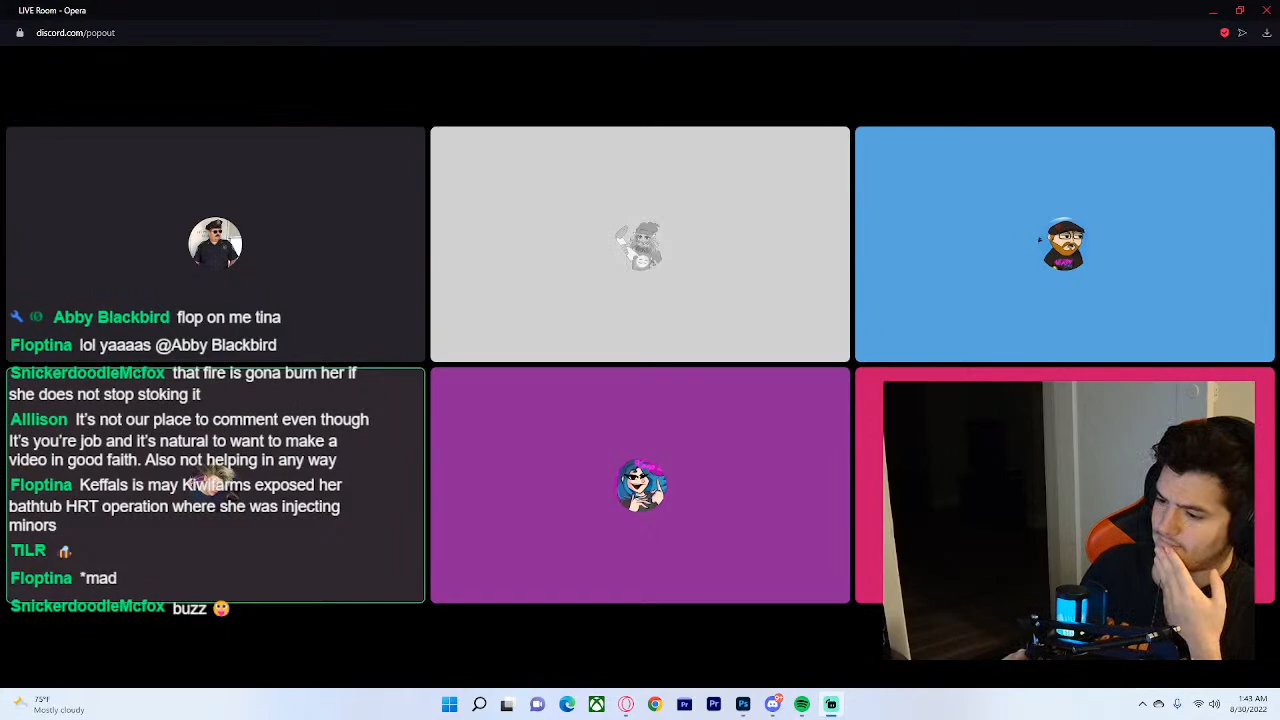 LIVE Room - Opera
discord.com/popout
Abby Blackbird flop on me tina
Floptina lol yaaaas @Abby Blackbird
SnickerdoodleMcfox that fire is gona burn her if
she does not stop stoking it
Alllison It's not our place to comment even though
It's you're job and it's natural to want to make a
video in good faith. Also not helping in any way
Floptina Keffals is may Kiwifarms exposed her
bathtub HRT operation where she was injecting
minors
TILR
Floptina *mad
SnickerdoodleMcfox buzz
75°F
Mostly cloudy
Pr
Pr
Ps
9+
1:43 AM
8/30/2022